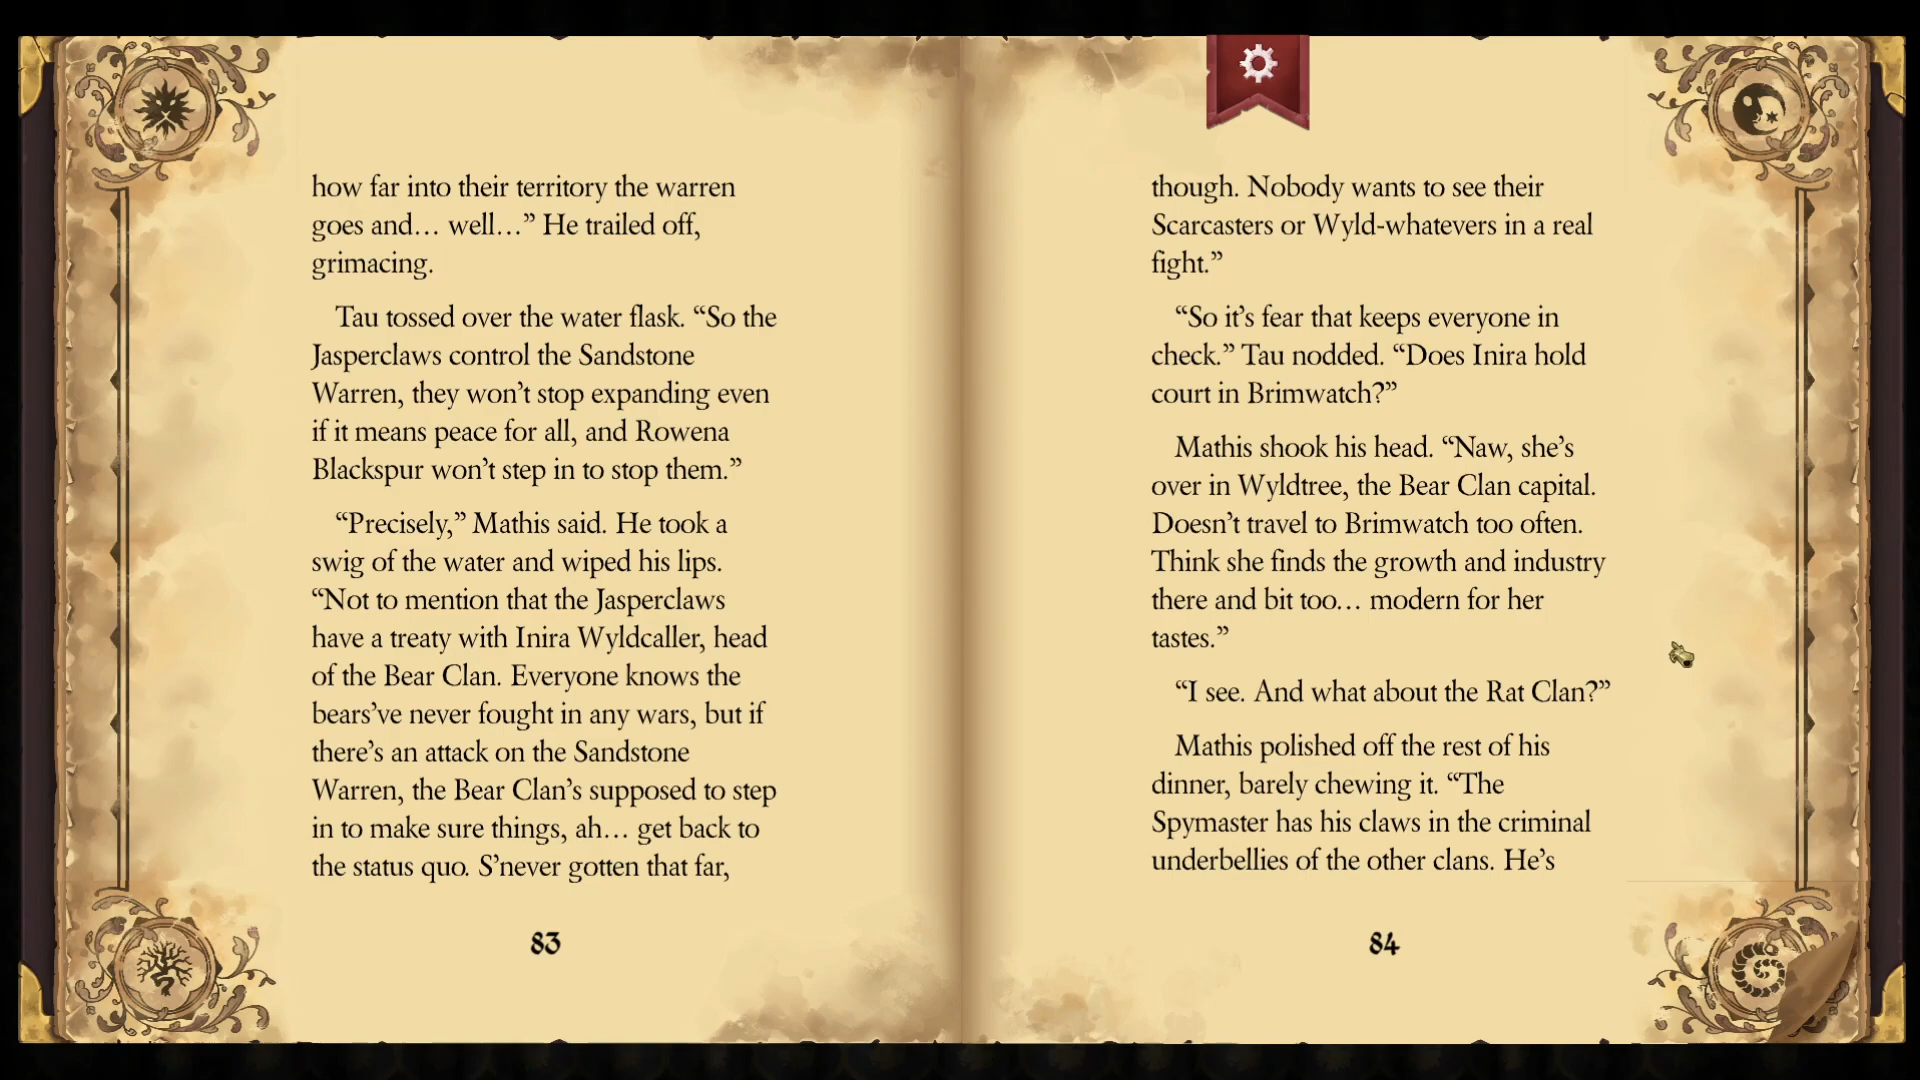 how far into their territory the warren
goes and… well…” He trailed off,
grimacing.
Tau tossed over the water flask. “So the
Jasperclaws control the Sandstone
Warren, they won’t stop expanding even
if it means peace for all, and Rowena
Blackspur won’t step in to stop them.”
“Precisely,” Mathis said. He took a
swig of the water and wiped his lips.
“Not to mention that the Jasperclaws
have a treaty with Inira Wyldcaller, head
of the Bear Clan. Everyone knows the
bears’ve never fought in any wars, but if
there’s an attack on the Sandstone
Warren, the Bear Clan’s supposed to step
in to make sure things, ah… get back to
the status quo. S’never gotten that far,
83
though. Nobody wants to see their
Scarcasters or Wyld-whatevers in a real
fight.”
“So it’s fear that keeps everyone in
check.” Tau nodded. “Does Inira hold
court in Brimwatch?”
Mathis shook his head. “Naw, she’s
over in Wyldtree, the Bear Clan capital.
Doesn’t travel to Brimwatch too often.
Think she finds the growth and industry
there and bit too… modern for her
tastes.”
“I see. And what about the Rat Clan?”
Mathis polished off the rest of his
dinner, barely chewing it. “The
Spymaster has his claws in the criminal
underbellies of the other clans. He’s
84